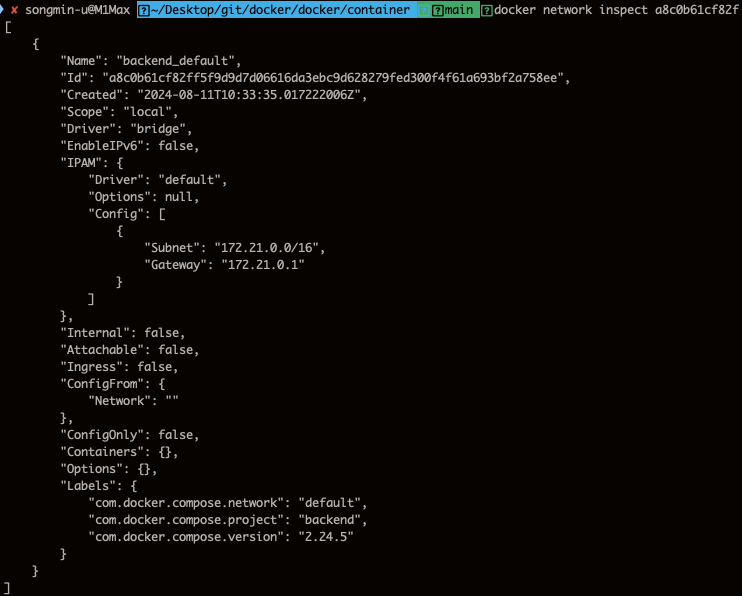 ✘ songmin-u@M1Max ~/Desktop/git/docker/docker/container main docker network inspect a8c0b61cf82f
[
    {
        "Name": "backend_default",
        "Id": "a8c0b61cf82ff5f9d9d7d06616da3ebc9d628279fed300f4f61a693bf2a758ee",
        "Created": "2024-08-11T10:33:35.017222006Z",
        "Scope": "local",
        "Driver": "bridge",
        "EnableIPv6": false,
        "IPAM": {
            "Driver": "default",
            "Options": null,
            "Config": [
                {
                    "Subnet": "172.21.0.0/16",
                    "Gateway": "172.21.0.1"
                }
            ]
        },
        "Internal": false,
        "Attachable": false,
        "Ingress": false,
        "ConfigFrom": {
            "Network": ""
        },
        "ConfigOnly": false,
        "Containers": {},
        "Options": {},
        "Labels": {
            "com.docker.compose.network": "default",
            "com.docker.compose.project": "backend",
            "com.docker.compose.version": "2.24.5"
        }
    }
]